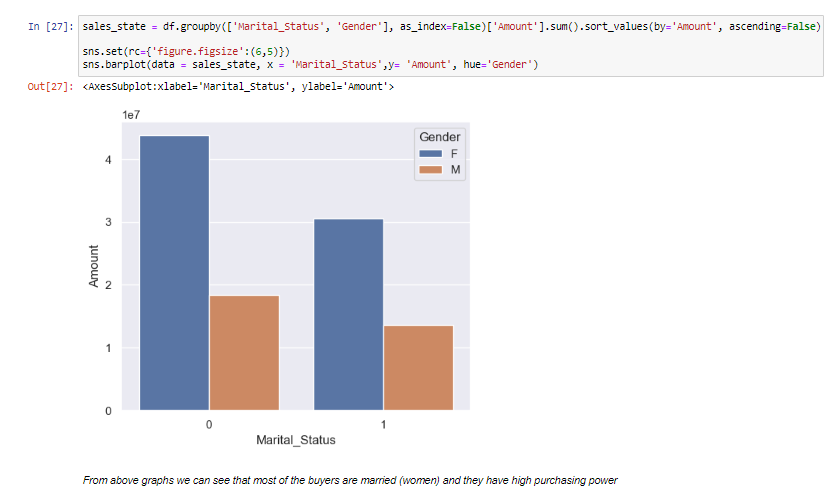 In [27]: sales_state = df.groupby(['Marital_Status', 'Gender'], as_index=False)['Amount'].sum().sort_values(by='Amount', ascending=False)
sns.set(rc={'figure.figsize':(6,5)})
sns.barplot(data = sales_state, x = 'Marital_Status',y= 'Amount', hue='Gender')
Out[27]: <AxesSubplot:xlabel='Marital_Status', ylabel='Amount'>
1e7
Gender
F
M
4
3
2
1
0
Amount
0 1
Marital_Status
From above graphs we can see that most of the buyers are married (women) and they have high purchasing power